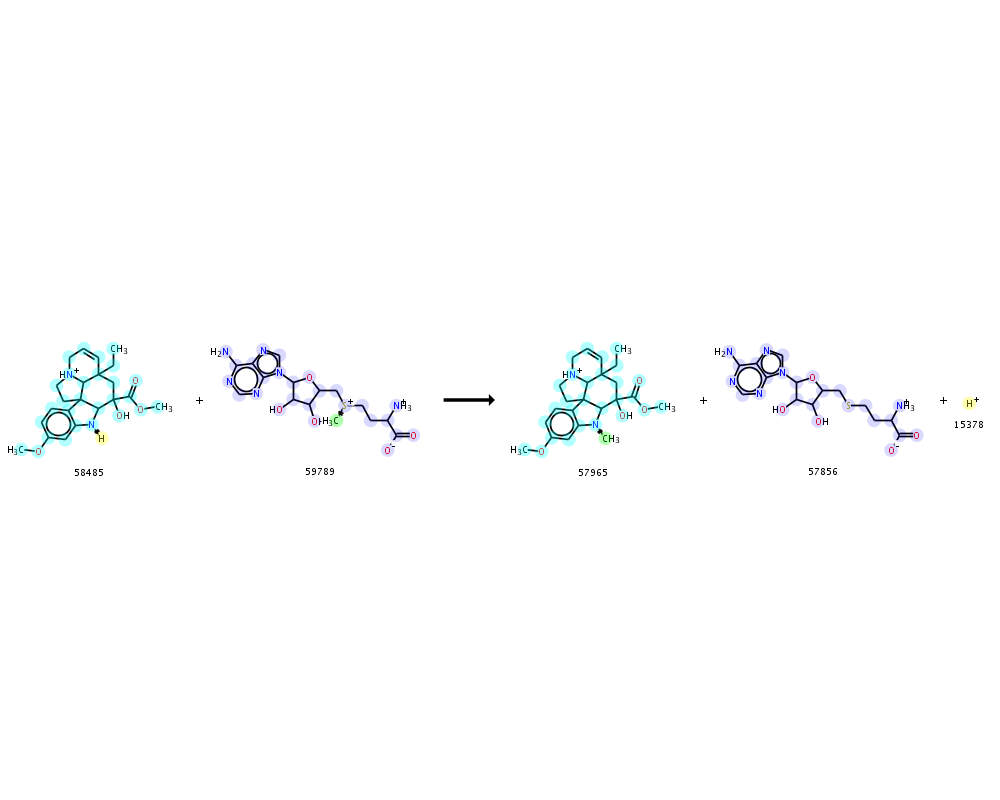 CH₃
HN⁺
O
O
CH₃
OH
N
H
H₃C
O
58485
+
H₂N
N
N
N
N
N
O
HO
OH
H₃C
S⁺
NH₃⁺
O
O⁻
59789
CH₃
HN⁺
O
O
CH₃
OH
N
CH₃
H₃C
O
57965
+
H₂N
N
N
N
N
O
HO
OH
S
NH₃⁺
O
O⁻
57856
+
H⁺
15378